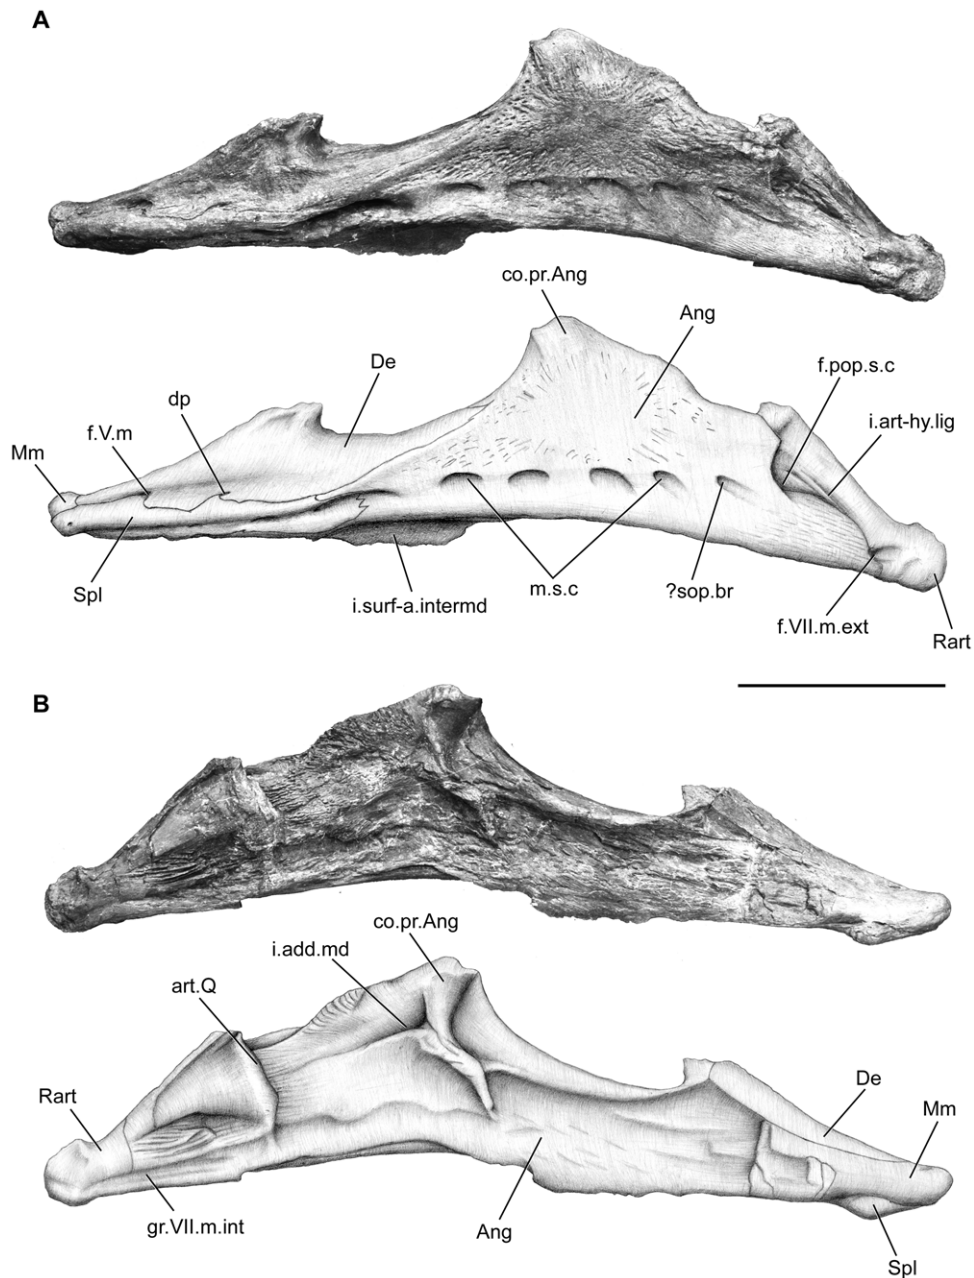 A
co.pr.Ang
Ang
De
f.pop.s.c
dp
i.art-hy.lig
f.V.m
Mm
Spl
i.surf-a.intermd
m.s.c
?sop.br
f.VII.m.ext
Rart
B
co.pr.Ang
i.add.md
art.Q
Rart
De
Mm
gr.VII.m.int
Ang
Spl